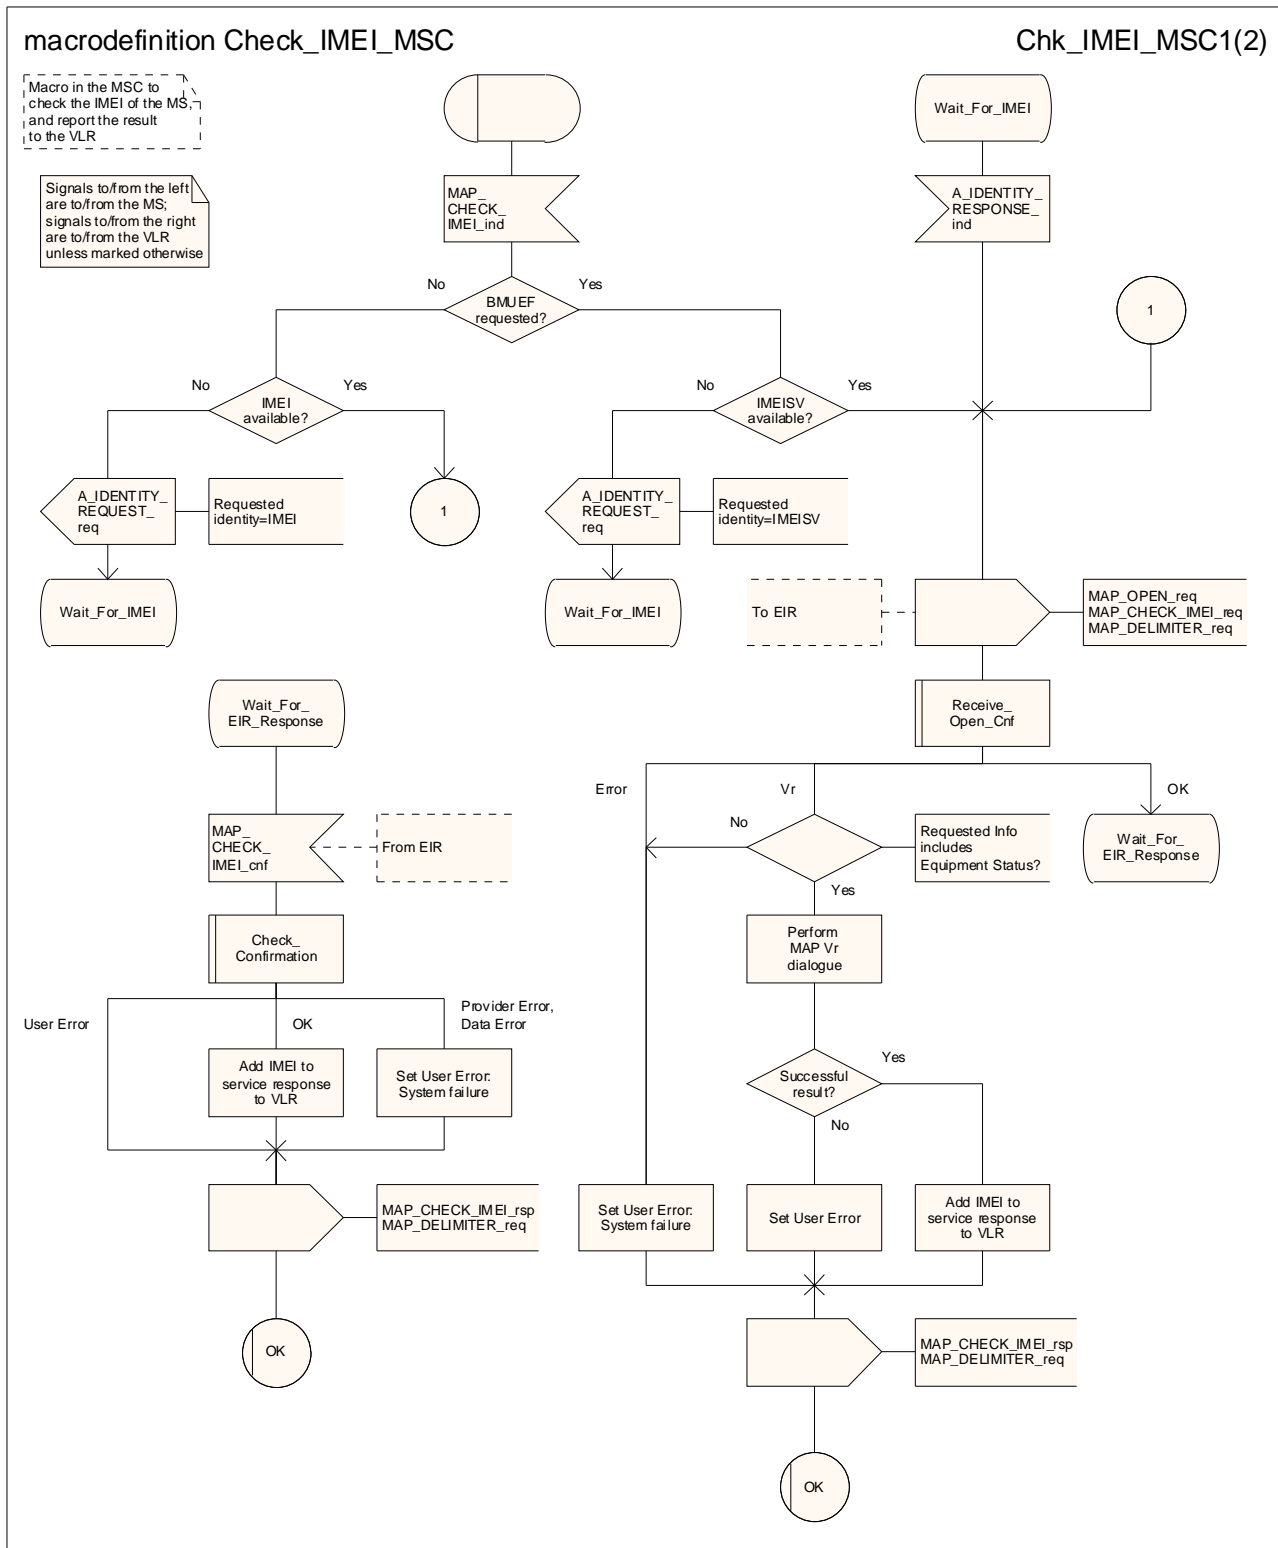 macrodefinition Check_IMEI_MSC
Chk_IMEI_MSC1(2)
Macro in the MSC to
check the IMEI of the MS,
and report the result
to the VLR
Signals to/from the left
are to/from the MS;
signals to/from the right
are to/from the VLR
unless marked otherwise
MAP_
CHECK_
IMEI_ind
Wait_For_IMEI
A_IDENTITY_
RESPONSE_
ind
No
Yes
BMUEF
requested?
1
No
Yes
IMEI
available?
No
Yes
IMEISV
available?
A_IDENTITY_
REQUEST_
req
Requested
identity=IMEI
1
A_IDENTITY_
REQUEST_
req
Requested
identity=IMEISV
Wait_For_IMEI
Wait_For_IMEI
To EIR
MAP_OPEN_req
MAP_CHECK_IMEI_req
MAP_DELIMITER_req
Wait_For_
EIR_Response
Receive_
Open_Cnf
Error
Vr
OK
MAP_
CHECK_
IMEI_cnf
From EIR
No
Requested Info
includes
Equipment Status?
Wait_For_
EIR_Response
Yes
Check_
Confirmation
Perform
MAP Vr
dialogue
User Error
OK
Provider Error,
Data Error
Add IMEI to
service response
to VLR
Set User Error:
System failure
Successful
result?
Yes
No
MAP_CHECK_IMEI_rsp
MAP_DELIMITER_req
Set User Error:
System failure
Set User Error
Add IMEI to
service response
to VLR
OK
MAP_CHECK_IMEI_rsp
MAP_DELIMITER_req
OK